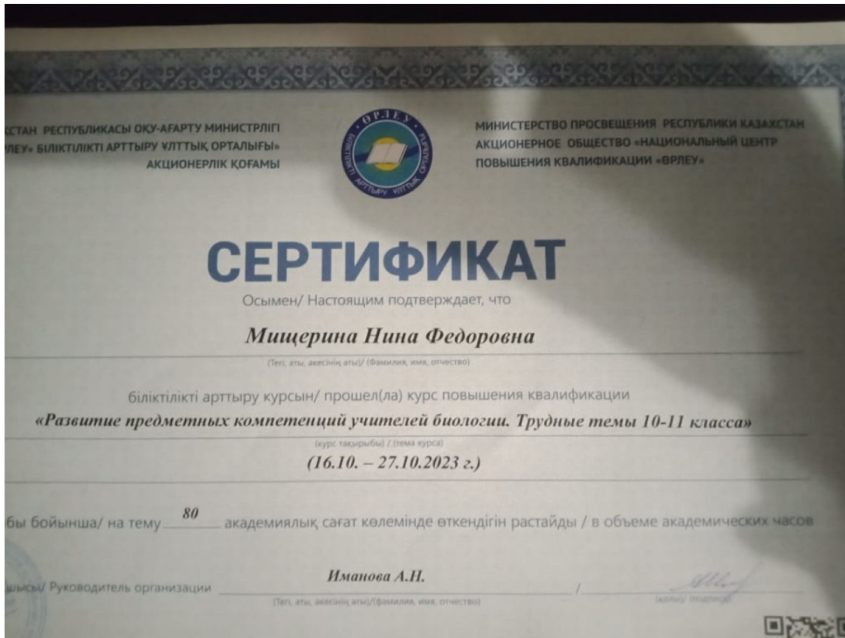 РЕСПУБЛИКАСЫ ОҚУ-АҒАРТУ МИНИСТРЛІГІ
БІЛІКТІЛІКТІ АРТТЫРУ ҰЛТТЫҚ ОРТАЛЫҒЫ»
АКЦИОНЕРЛІК ҚОҒАМЫ
ӨРЛЕУ
БІЛІКТІЛІКТІ АРТТЫРУ ҰЛТТЫҚ ОРТАЛЫҒЫ
МИНИСТЕРСТВО ПРОСВЕЩЕНИЯ РЕСПУБЛИКИ КАЗАХСТАН
АКЦИОНЕРНОЕ ОБЩЕСТВО «НАЦИОНАЛЬНЫЙ ЦЕНТР
ПОВЫШЕНИЯ КВАЛИФИКАЦИИ «ӨРЛЕУ»
СЕРТИФИКАТ
Осымен/ Настоящим подтверждает, что
Мищерина Нина Федоровна
(Тегі, аты, әкесінің аты)/ (Фамилия, имя, отчество)
біліктілікті арттыру курсын/ прошел(ла) курс повышения квалификации
«Развитие предметных компетенций учителей биологии. Трудные темы 10-11 класса»
(курс тақырыбы) / (тема курса)
(16.10. – 27.10.2023 г.)
бы бойынша/ на тему 80 академиялық сағат көлемінде өткендігін растайды / в объеме академических часов
Руководитель организации Иманова А.Н. /
(Тегі, аты, әкесінің аты)/(фамилия, имя, отчество)